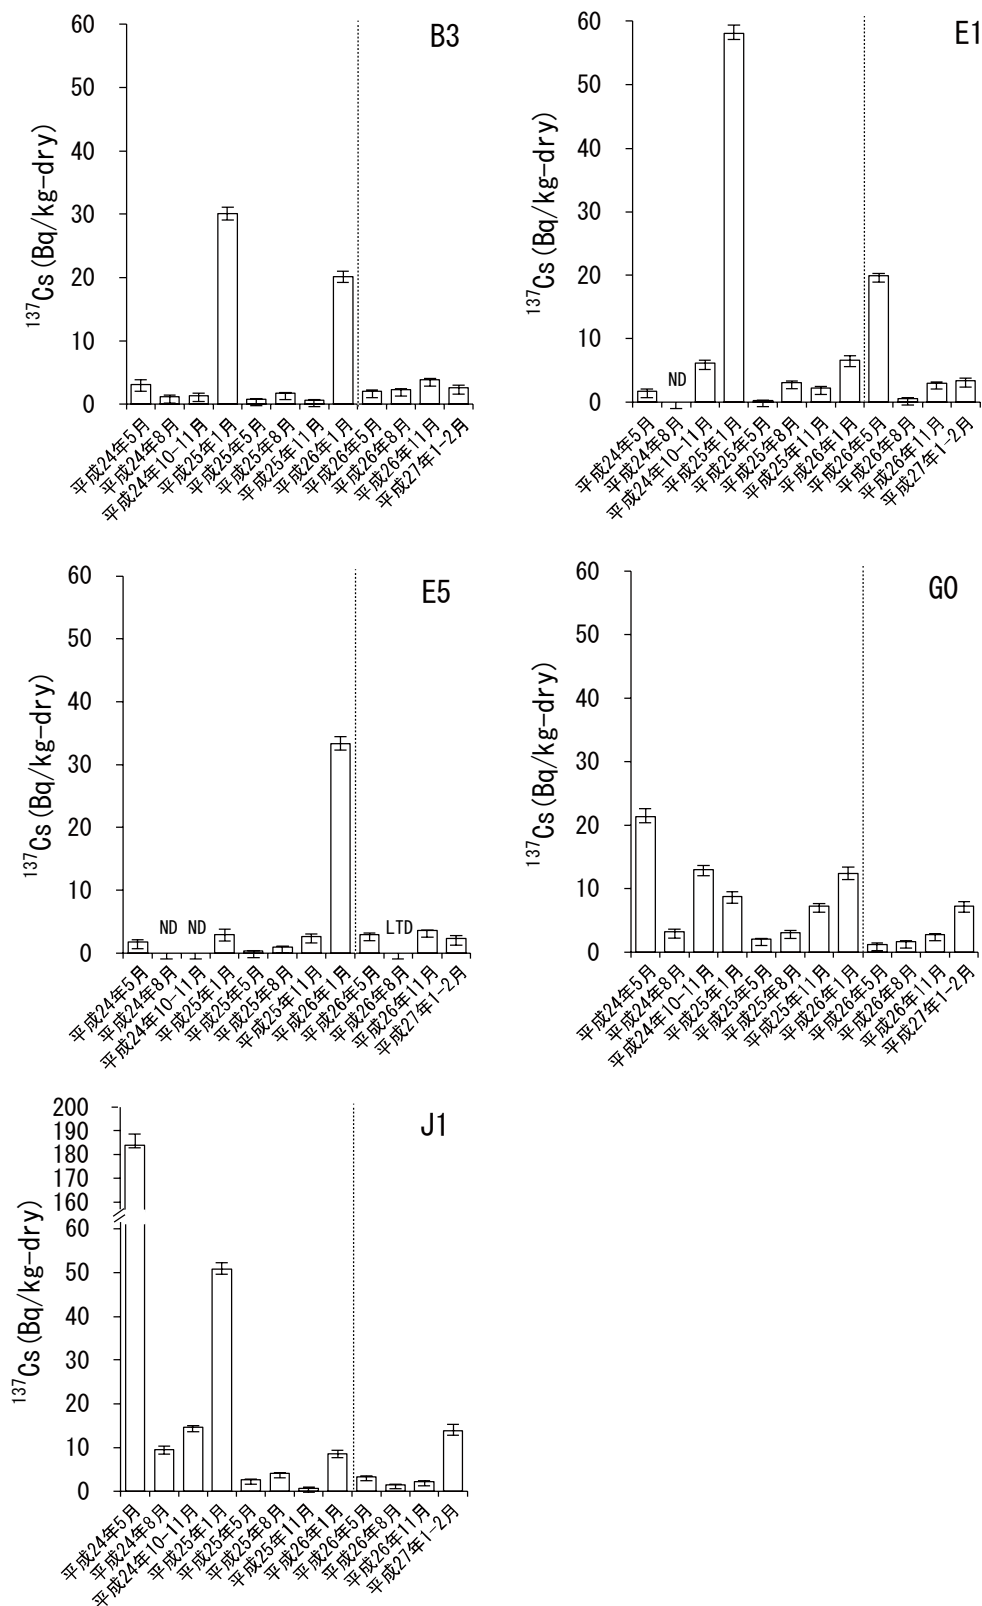 B3
60
50
40
30
20
10
0
137Cs (Bq/kg-dry)
平成24年5月
平成24年8月
平成24年10-11月
平成25年1月
平成25年5月
平成25年8月
平成25年11月
平成26年1月
平成26年5月
平成26年8月
平成26年11月
平成27年1-2月
E1
60
50
40
30
20
10
0
137Cs (Bq/kg-dry)
ND
平成24年5月
平成24年8月
平成24年10-11月
平成25年1月
平成25年5月
平成25年8月
平成25年11月
平成26年1月
平成26年5月
平成26年8月
平成26年11月
平成27年1-2月
E5
60
50
40
30
20
10
0
137Cs (Bq/kg-dry)
ND ND
LTD
平成24年5月
平成24年8月
平成24年10-11月
平成25年1月
平成25年5月
平成25年8月
平成25年11月
平成26年1月
平成26年5月
平成26年8月
平成26年11月
平成27年1-2月
G0
60
50
40
30
20
10
0
137Cs (Bq/kg-dry)
平成24年5月
平成24年8月
平成24年10-11月
平成25年1月
平成25年5月
平成25年8月
平成25年11月
平成26年1月
平成26年5月
平成26年8月
平成26年11月
平成27年1-2月
J1
200
190
180
170
160
60
50
40
30
20
10
0
137Cs (Bq/kg-dry)
平成24年5月
平成24年8月
平成24年10-11月
平成25年1月
平成25年5月
平成25年8月
平成25年11月
平成26年1月
平成26年5月
平成26年8月
平成26年11月
平成27年1-2月